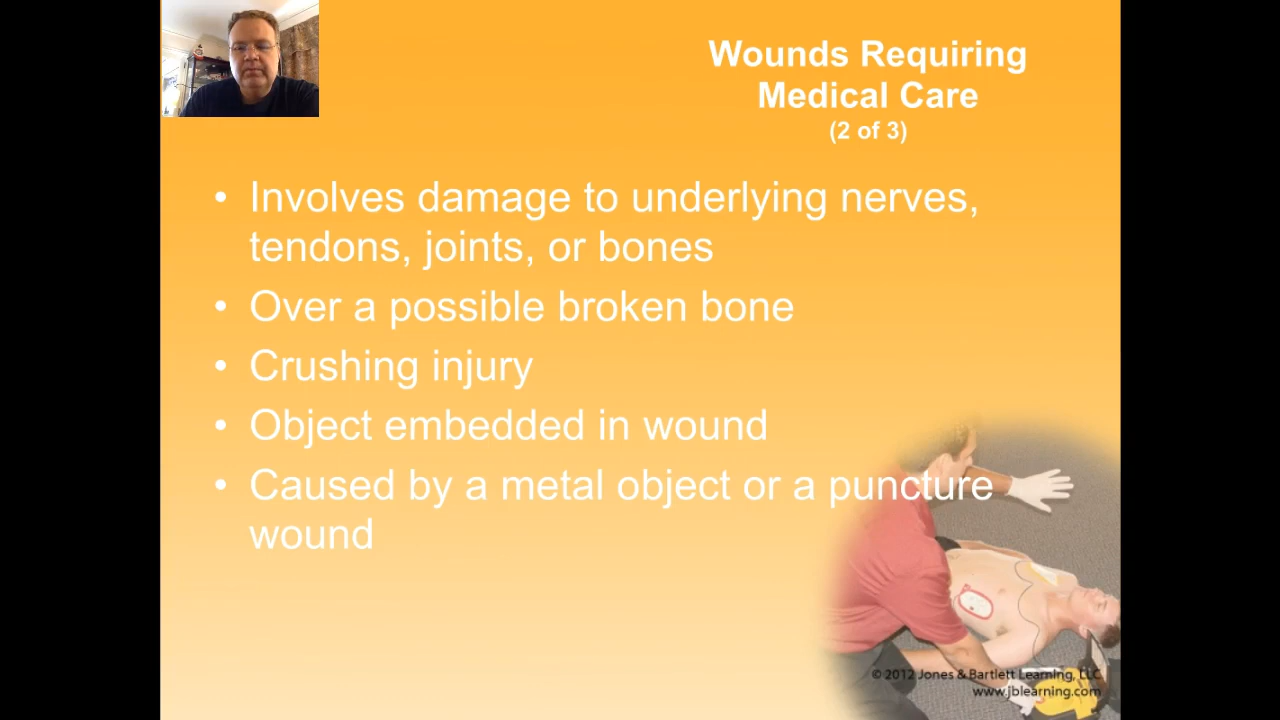 Wounds Requiring
Medical Care
(2 of 3)
• Involves damage to underlying nerves,
tendons, joints, or bones
• Over a possible broken bone
• Crushing injury
• Object embedded in wound
• Caused by a metal object or a puncture
wound
© 2012 Jones & Bartlett Learning, LLC
www.jblearning.com